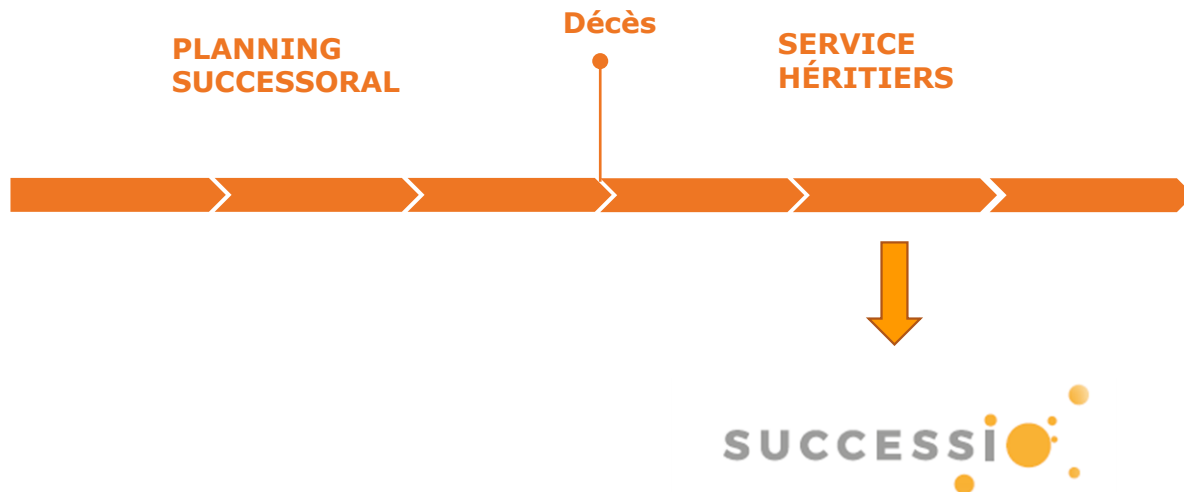 PLANNING
SUCCESSORAL
Décès
SERVICE
HÉRITIERS
SUCCESSIO